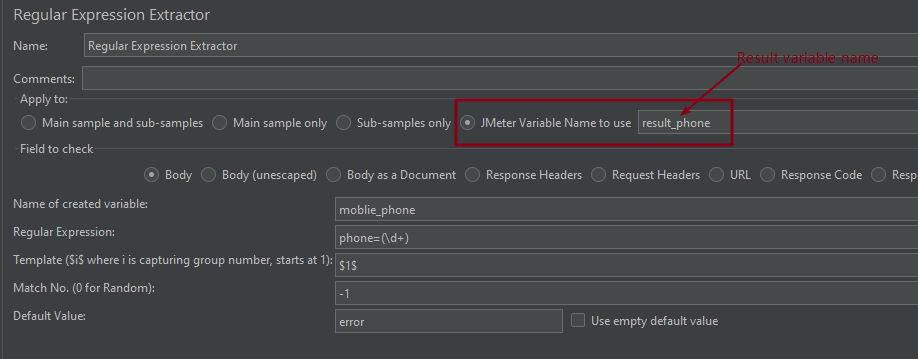 Regular Expression Extractor
Name: Regular Expression Extractor
Result variable name
Comments:
Apply to:
Main sample and sub-samples Main sample only Sub-samples only JMeter Variable Name to use result_phone
Field to check
Body Body (unescaped) Body as a Document Response Headers Request Headers URL Response Code Resp
Name of created variable: moblie_phone
Regular Expression: phone=(\d+)
Template ($i$ where i is capturing group number, starts at 1): $1$
Match No. (0 for Random): -1
Default Value: error Use empty default value